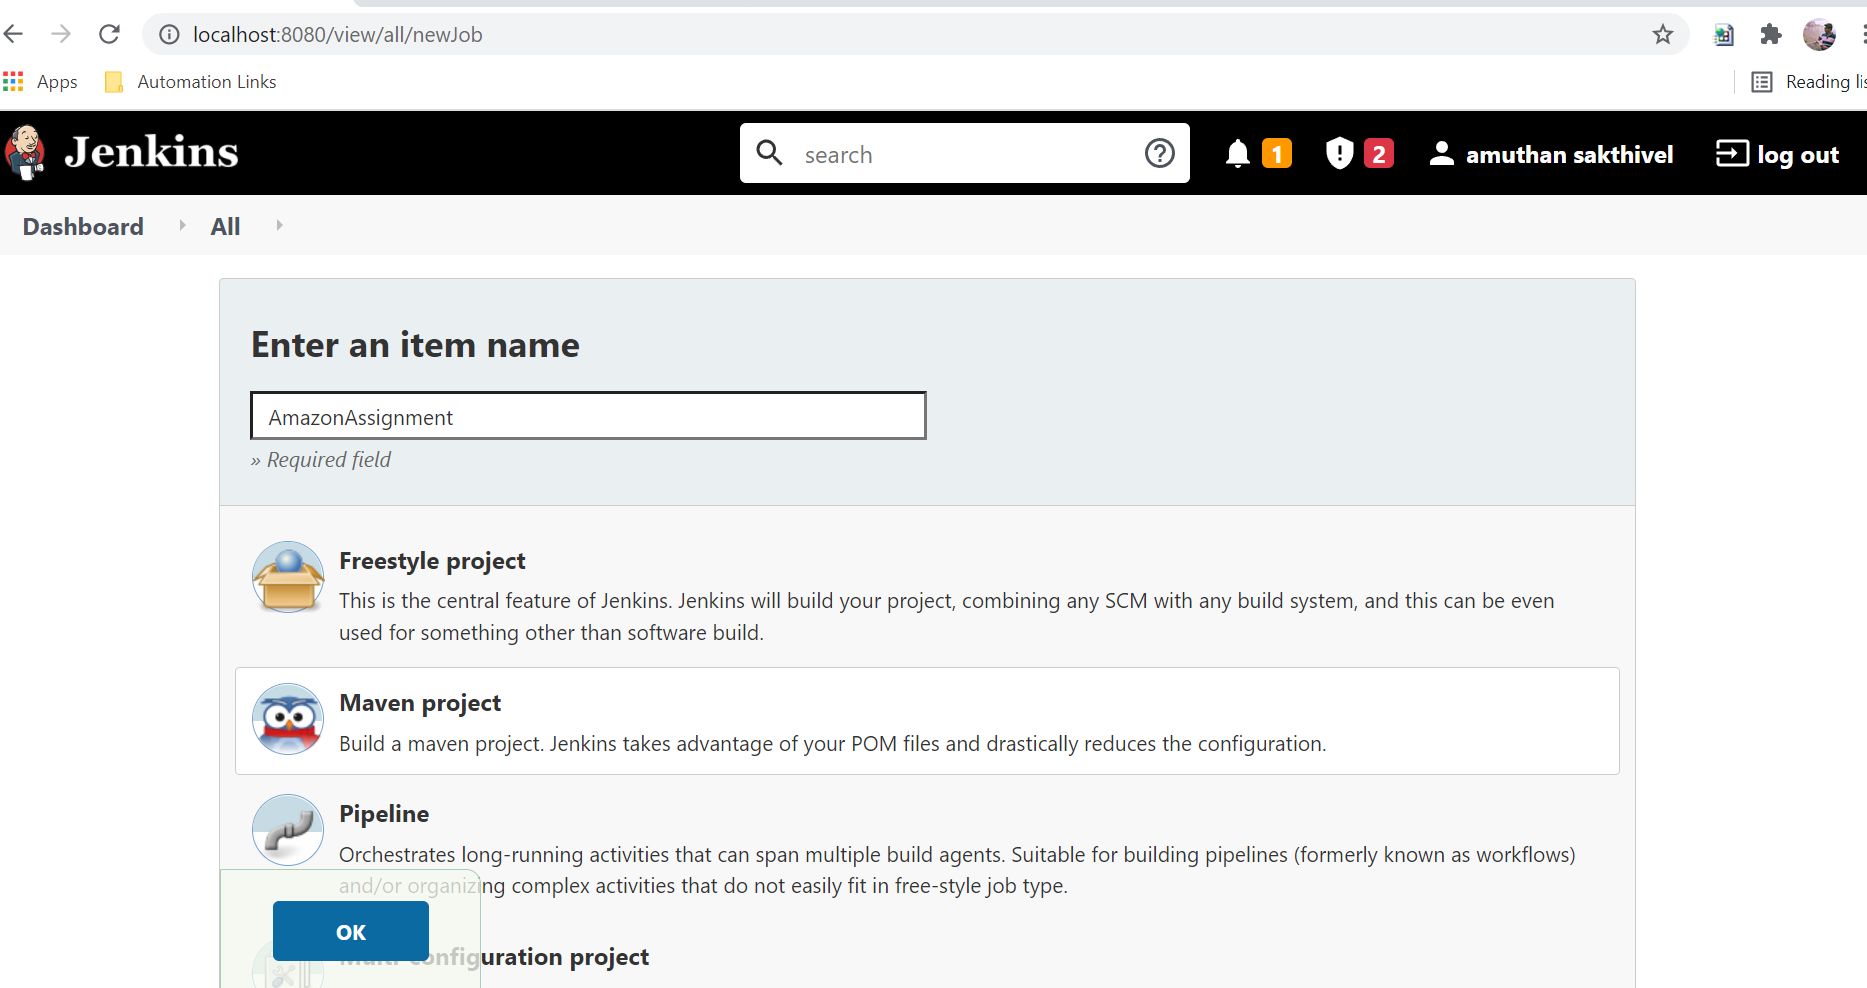 localhost:8080/view/all/newJob
Apps
Automation Links
Reading
Jenkins
search
1
2
amuthan sakthivel
log out
Dashboard
All
Enter an item name
AmazonAssignment
» Required field
Freestyle project
This is the central feature of Jenkins. Jenkins will build your project, combining any SCM with any build system, and this can be even
used for something other than software build.
Maven project
Build a maven project. Jenkins takes advantage of your POM files and drastically reduces the configuration.
Pipeline
Orchestrates long-running activities that can span multiple build agents. Suitable for building pipelines (formerly known as workflows)
and/or organizing complex activities that do not easily fit in free-style job type.
OK
Multi-configuration project